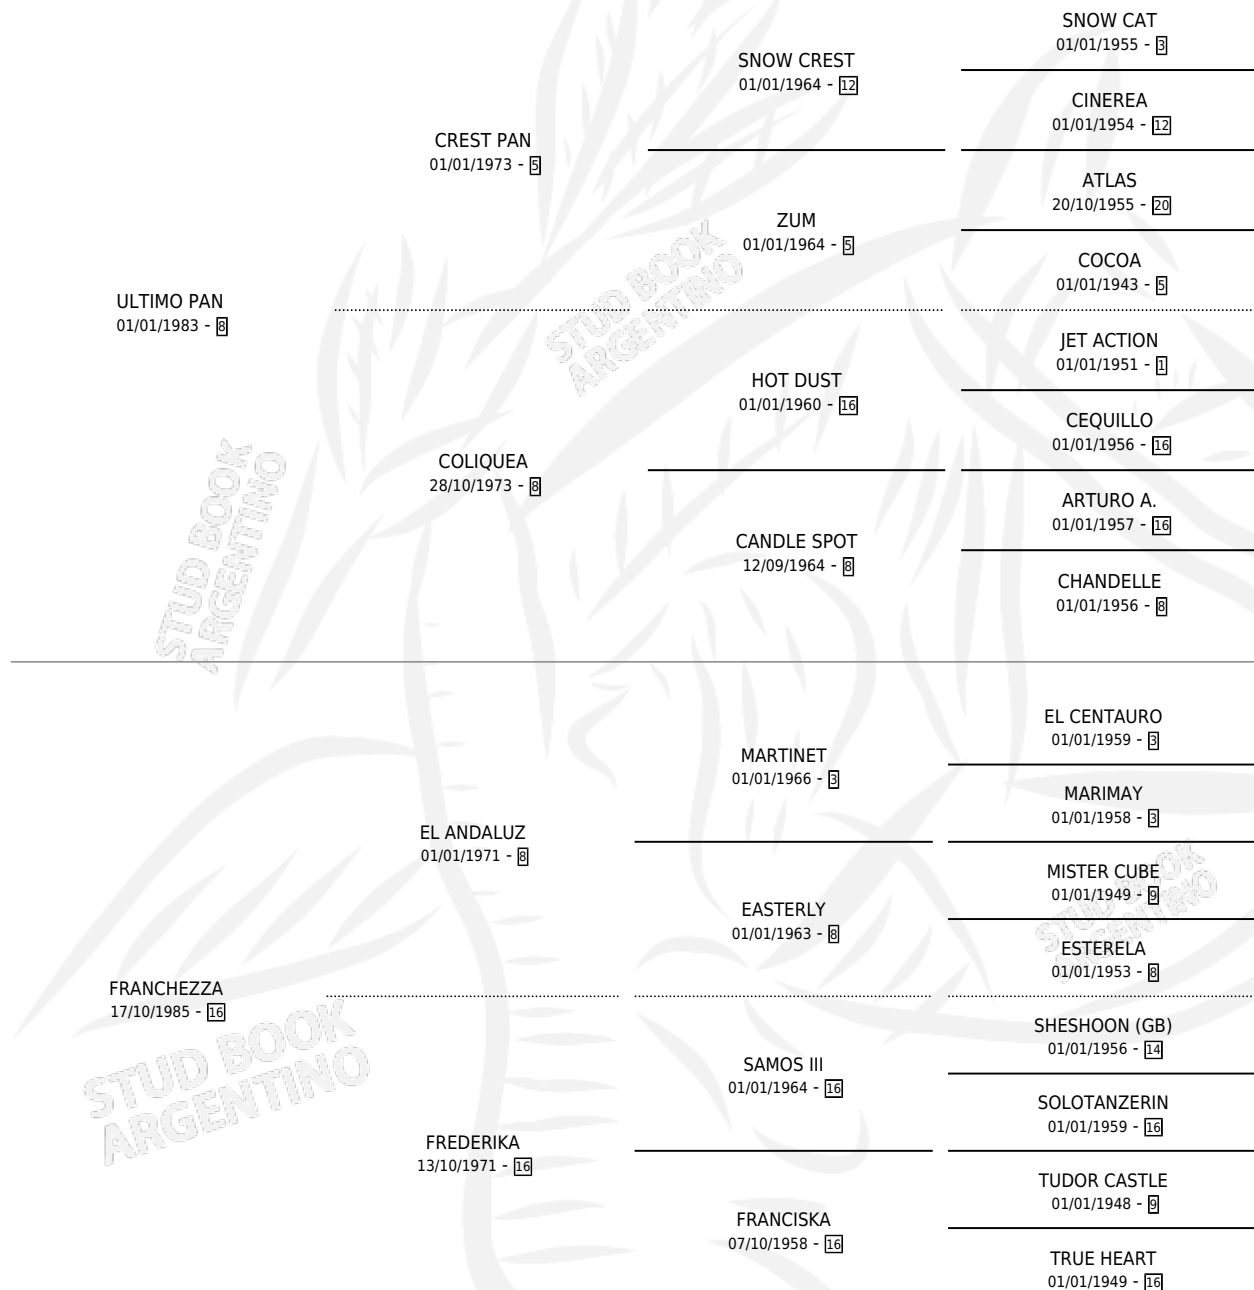 SNOW CAT
01/01/1955 - 3
SNOW CREST
01/01/1964 - 12
CINEREA
01/01/1954 - 12
CREST PAN
01/01/1973 - 5
ATLAS
20/10/1955 - 20
ZUM
01/01/1964 - 5
COCOA
01/01/1943 - 5
ULTIMO PAN
01/01/1983 - 8
JET ACTION
01/01/1951 - 1
HOT DUST
01/01/1960 - 16
CEQUILLO
01/01/1956 - 16
COLIQUEA
28/10/1973 - 8
ARTURO A.
01/01/1957 - 16
CANDLE SPOT
12/09/1964 - 8
CHANDELLE
01/01/1956 - 8
EL CENTAURO
01/01/1959 - 3
MARTINET
01/01/1966 - 3
MARIMAY
01/01/1958 - 3
EL ANDALUZ
01/01/1971 - 8
MISTER CUBE
01/01/1949 - 9
EASTERLY
01/01/1963 - 8
ESTERELA
01/01/1953 - 8
FRANCHEZZA
17/10/1985 - 16
SHESHOON (GB)
01/01/1956 - 14
SAMOS III
01/01/1964 - 16
SOLOTANZERIN
01/01/1959 - 16
FREDERIKA
13/10/1971 - 16
TUDOR CASTLE
01/01/1948 - 9
FRANCISKA
07/10/1958 - 16
TRUE HEART
01/01/1949 - 16
STUD BOOK
ARGENTINO
STUD BOOK
ARGENTINO
STUD BOOK
ARGENTINO
STUD BOOK
ARGENTINO